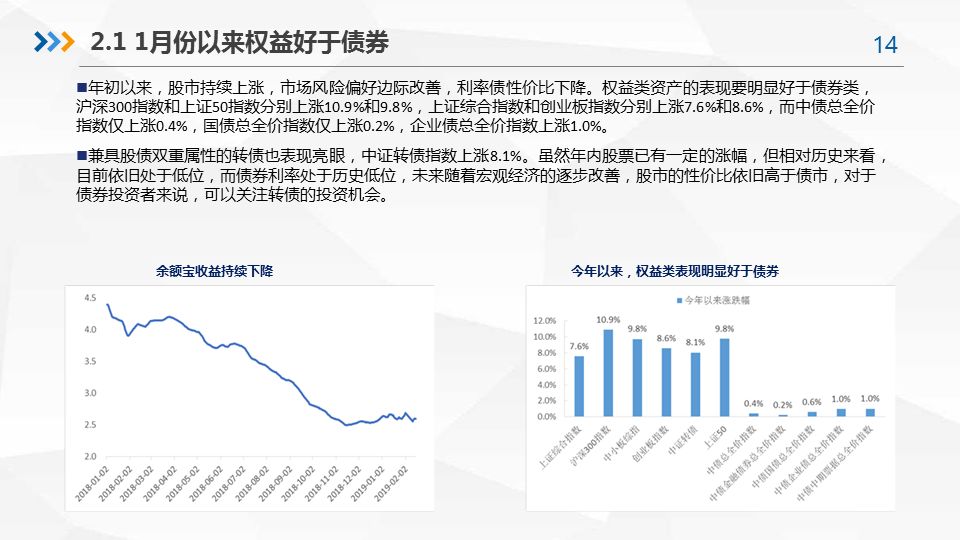 2.1 1月份以来权益好于债券
14
■年初以来，股市持续上涨，市场风险偏好边际改善，利率债性价比下降。权益类资产的表现要明显好于债券类，
沪深300指数和上证50指数分别上涨10.9%和9.8%，上证综合指数和创业板指数分别上涨7.6%和8.6%，而中债总全价
指数仅上涨0.4%，国债总全价指数仅上涨0.2%，企业债总全价指数上涨1.0%。
■兼具股债双重属性的转债也表现亮眼，中证转债指数上涨8.1%。虽然年内股票已有一定的涨幅，但相对历史来看，
目前依旧处于低位，而债券利率处于历史低位，未来随着宏观经济的逐步改善，股市的性价比依旧高于债市，对于
债券投资者来说，可以关注转债的投资机会。
余额宝收益持续下降
4.5
4.0
3.5
3.0
2.5
2.0
2018-01-02
2018-02-02
2018-03-02
2018-04-02
2018-05-02
2018-06-02
2018-07-02
2018-08-02
2018-09-02
2018-10-02
2018-11-02
2018-12-02
2019-01-02
2019-02-02
今年以来，权益类表现明显好于债券
今年以来涨跌幅
12.0%
10.0%
8.0%
6.0%
4.0%
2.0%
0.0%
7.6%
10.9%
9.8%
8.6%
8.1%
9.8%
0.4%
0.2%
0.6%
1.0%
1.0%
上证综合指数
沪深300指数
中小板综指
创业板指数
中证转债
上证50
中债总全价指数
中债金融债券总全价指数
中债国债总全价指数
中债企业债总全价指数
中债中期票据总全价指数